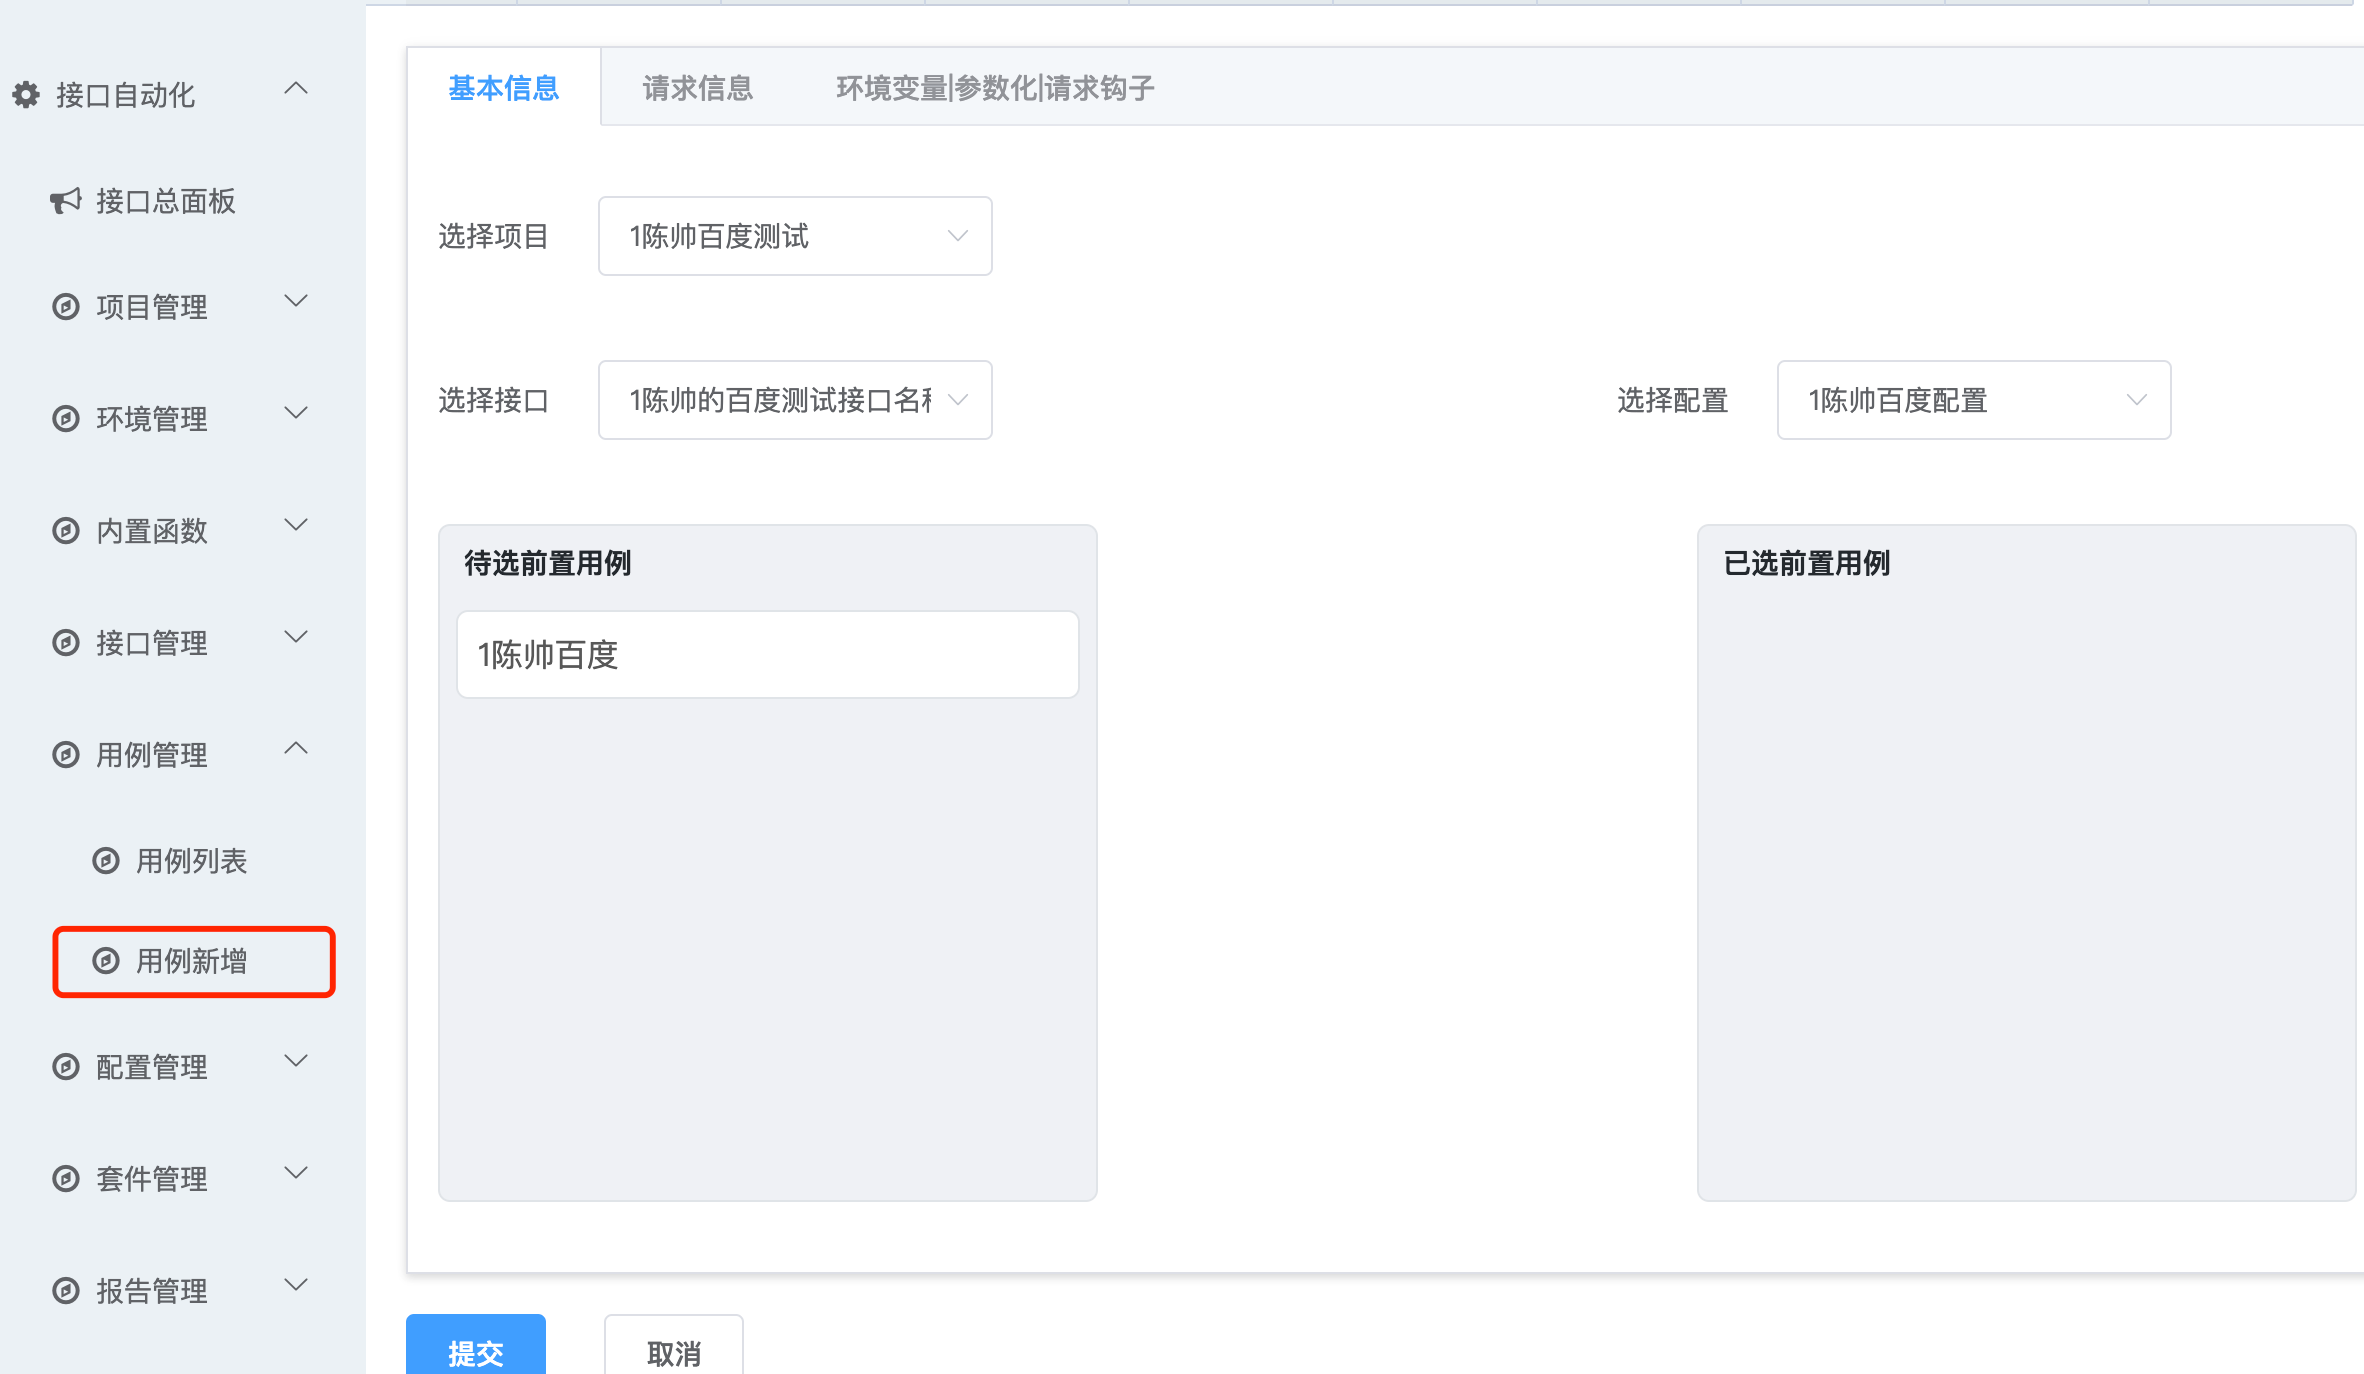 接口自动化
接口总面板
项目管理
环境管理
内置函数
接口管理
用例管理
用例列表
用例新增
配置管理
套件管理
报告管理
基本信息
请求信息
环境变量|参数化|请求钩子
选择项目
1陈帅百度测试
选择接口
1陈帅的百度测试接口名
选择配置
1陈帅百度配置
待选前置用例
1陈帅百度
已选前置用例
提交
取消